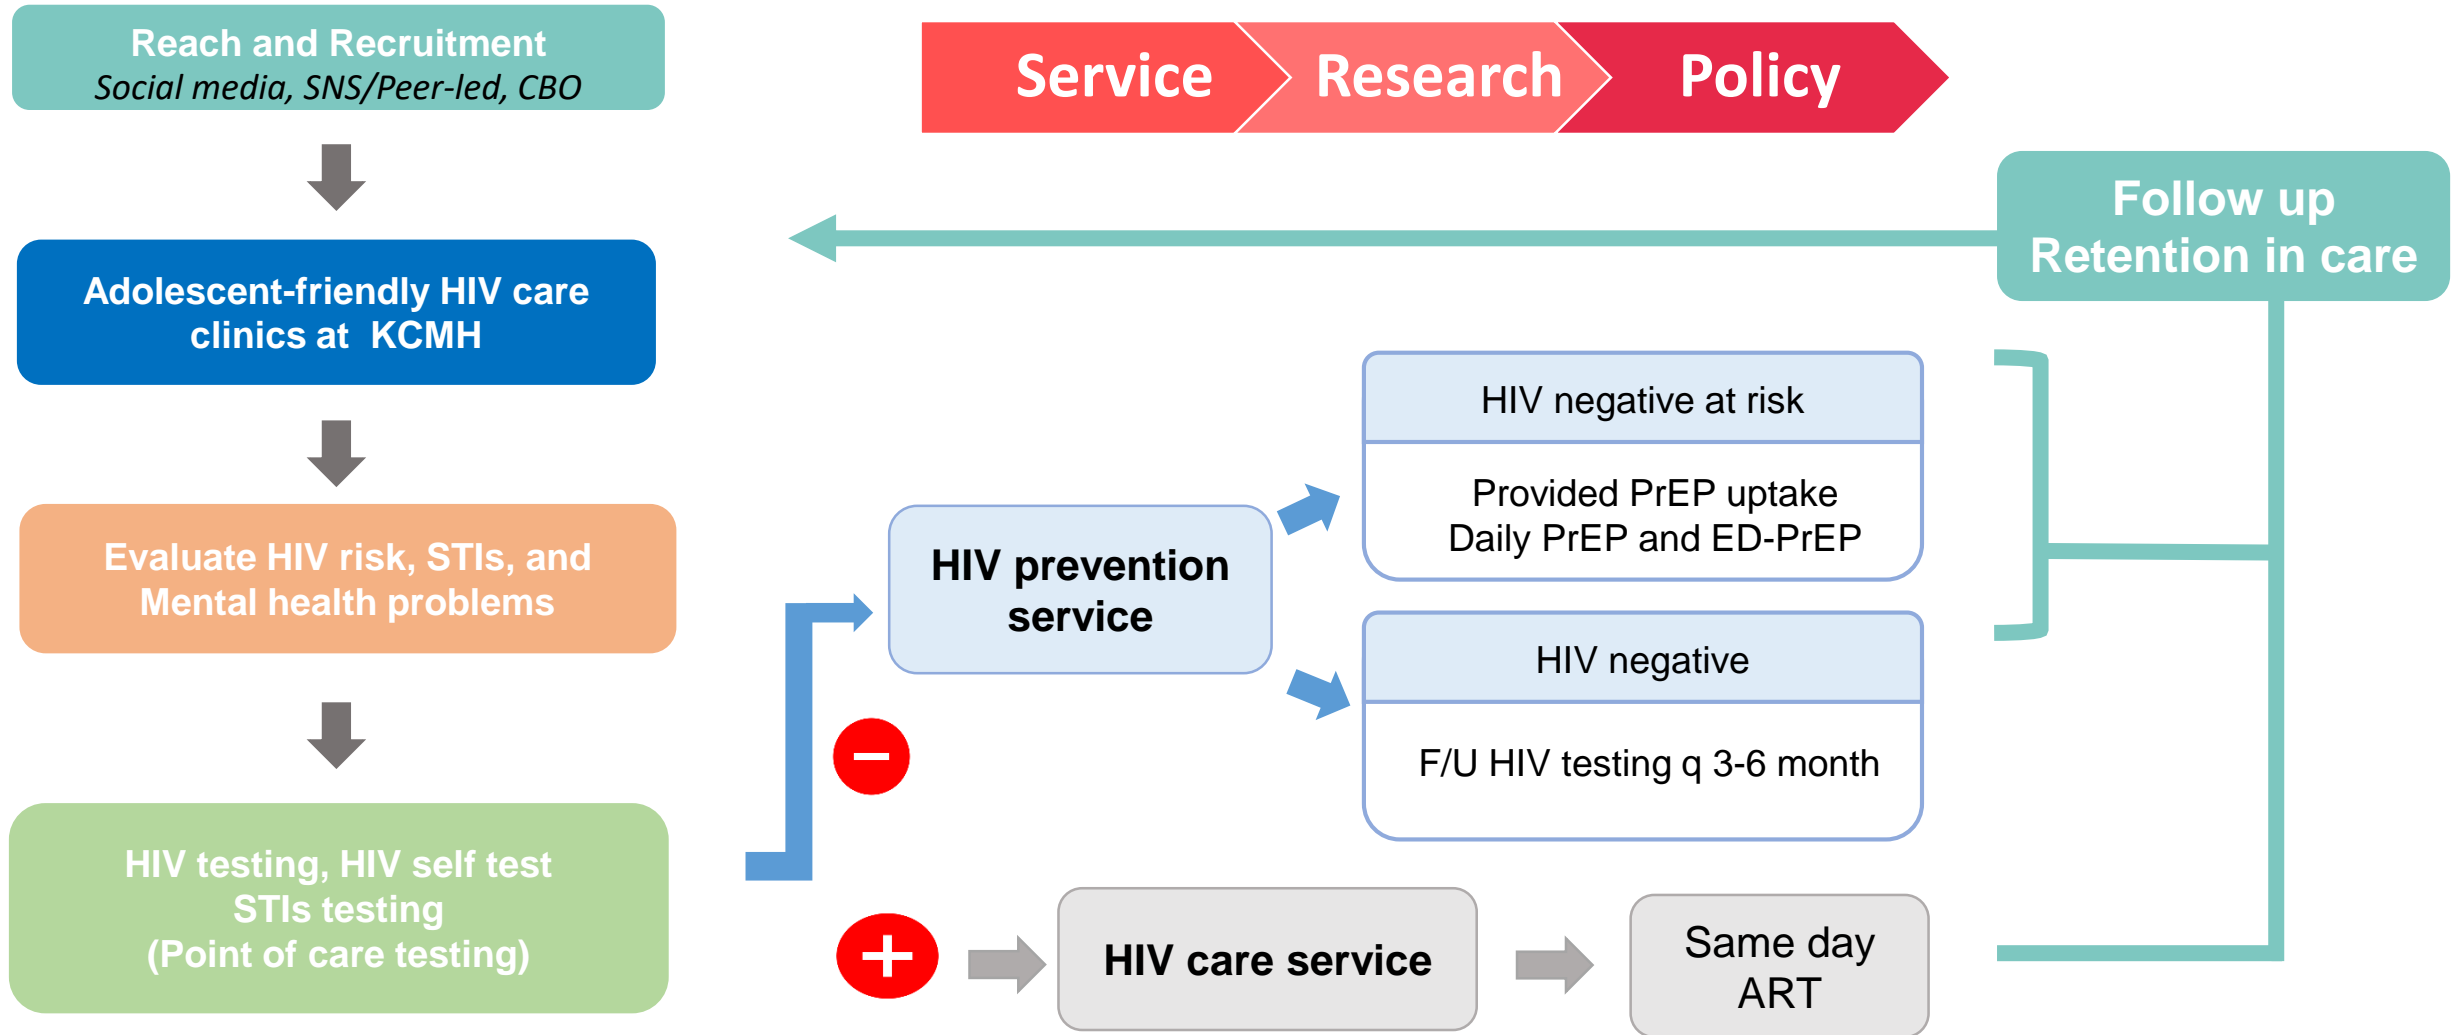 Reach and Recruitment
Social media, SNS/Peer-led, CBO
Adolescent-friendly HIV care
clinics at KCMH
Evaluate HIV risk, STIs, and
Mental health problems
HIV testing, HIV self test
STIs testing
(Point of care testing)
Service
Research
Policy
Follow up
Retention in care
HIV prevention
service
HIV negative at risk
Provided PrEP uptake
Daily PrEP and ED-PrEP
HIV negative
F/U HIV testing q 3-6 month
−
+
HIV care service
Same day
ART